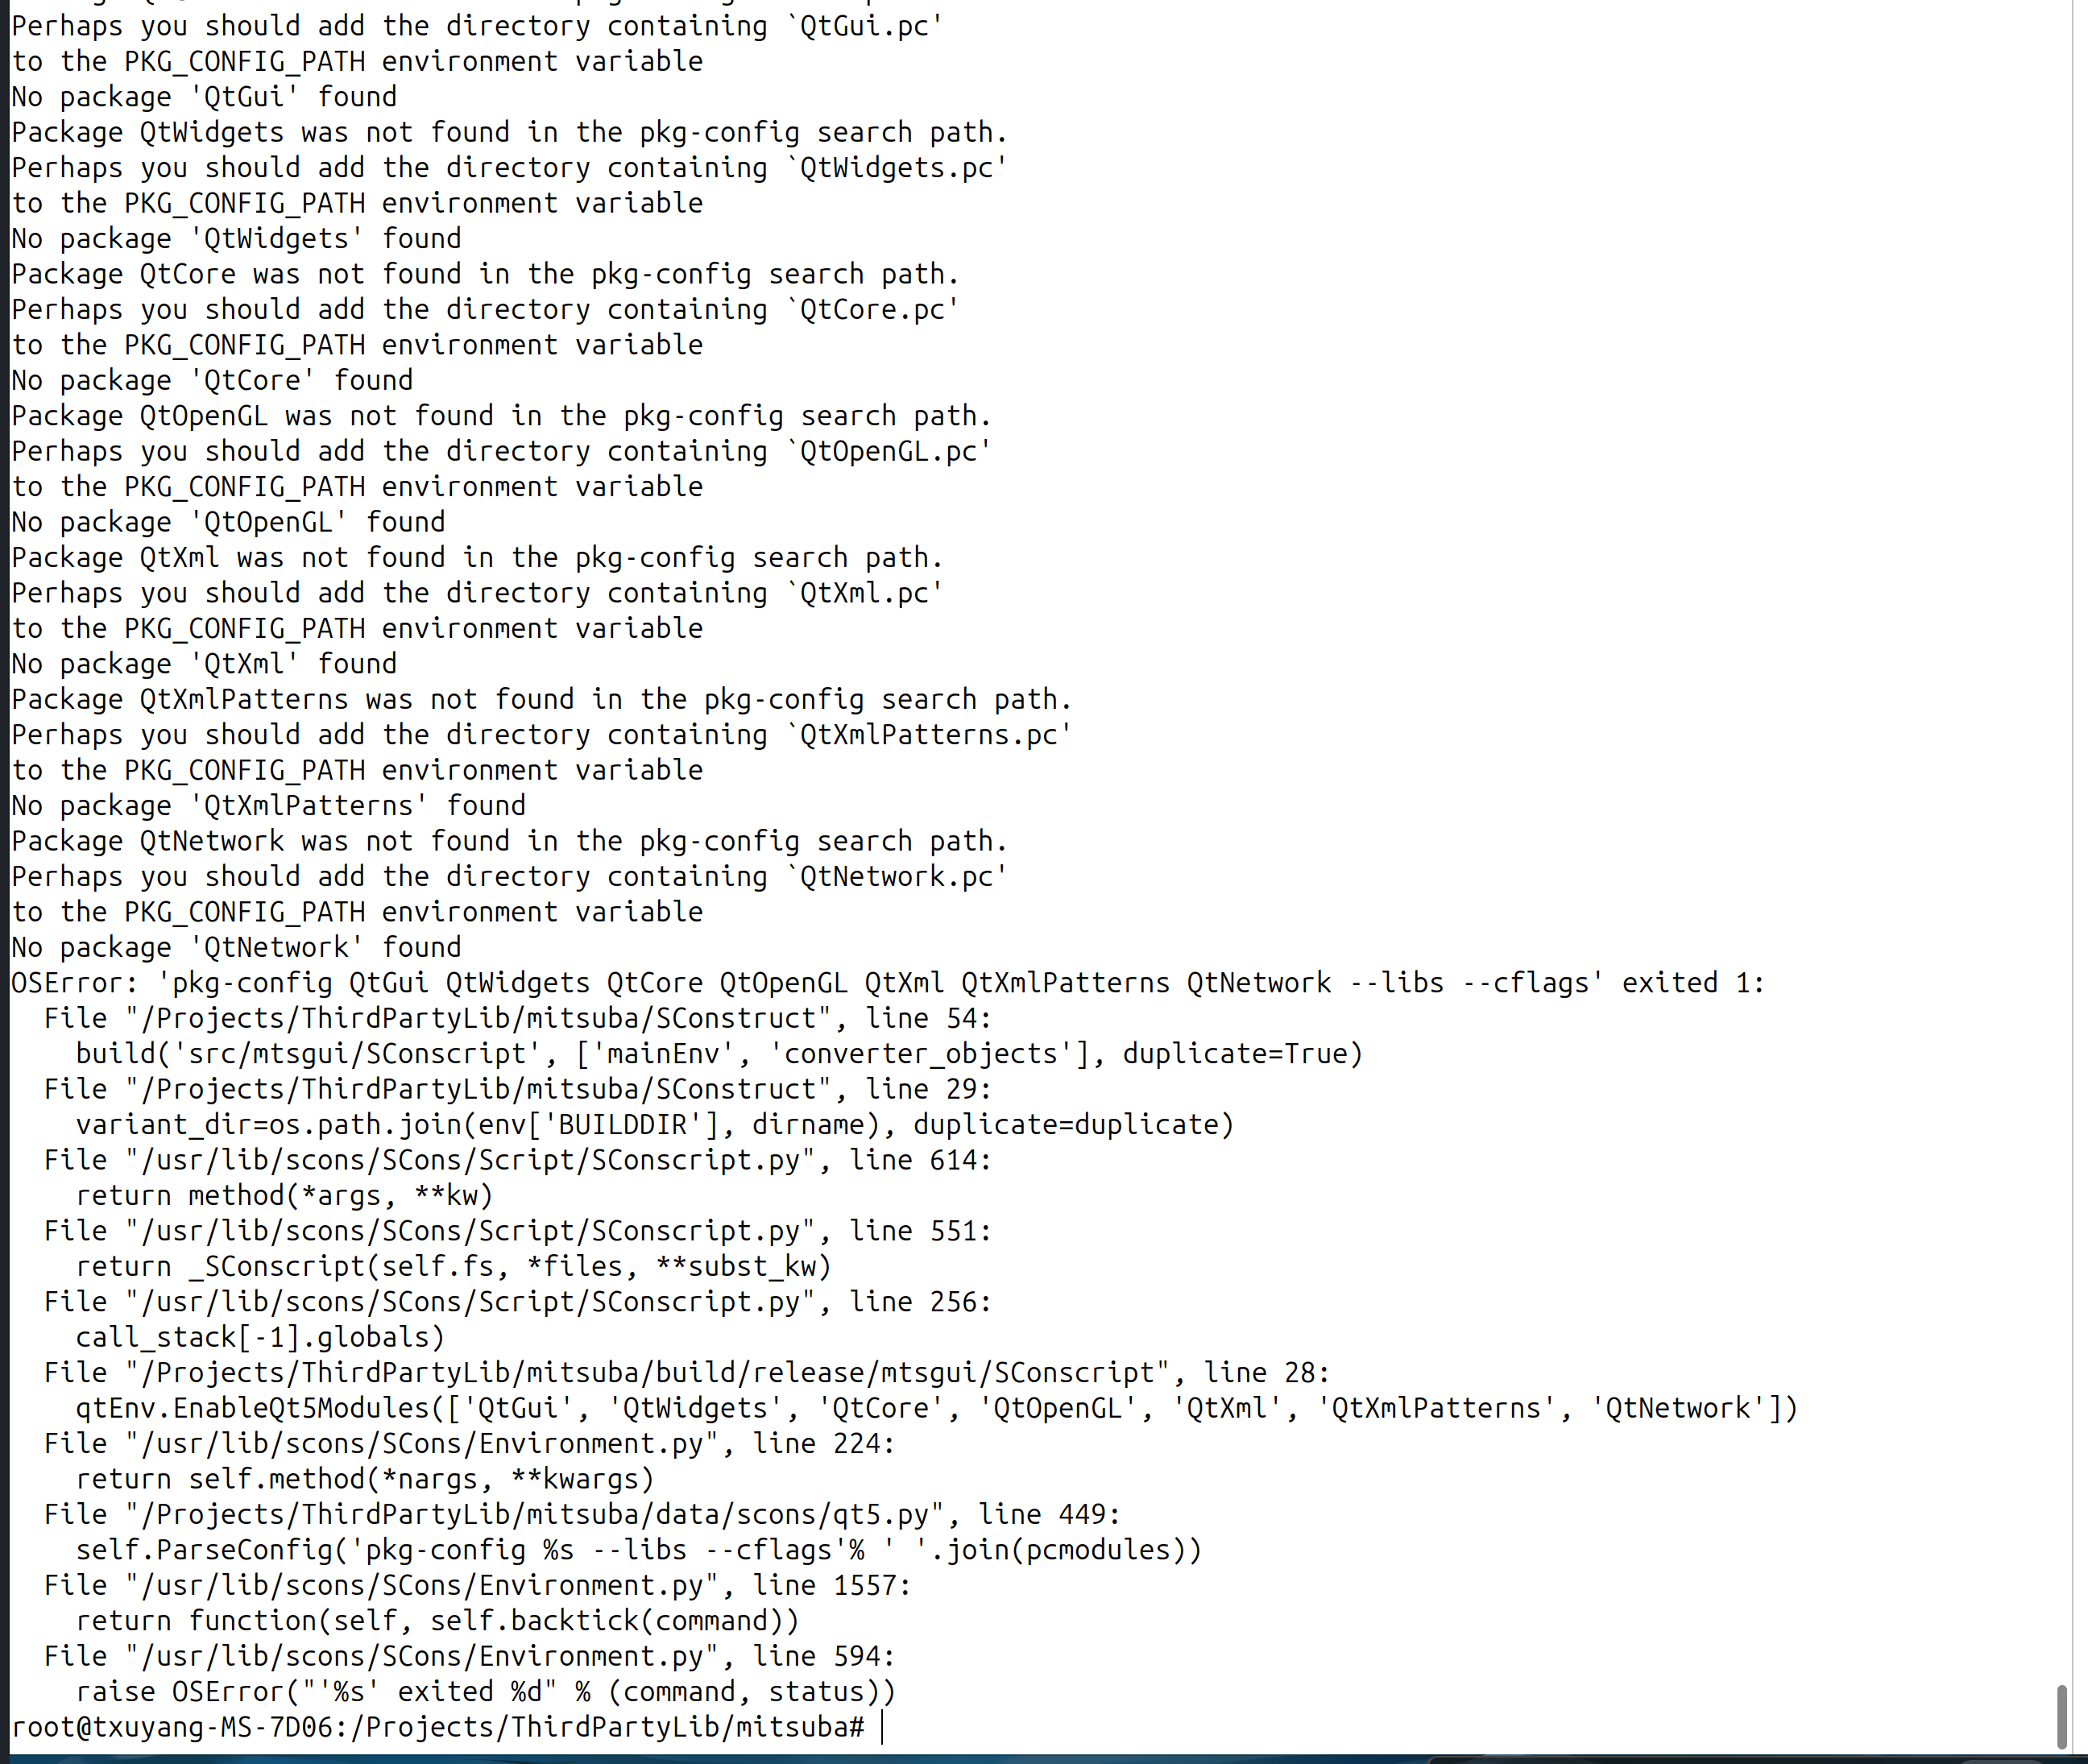 Perhaps you should add the directory containing `QtGui.pc'
to the PKG_CONFIG_PATH environment variable
No package 'QtGui' found
Package QtWidgets was not found in the pkg-config search path.
Perhaps you should add the directory containing `QtWidgets.pc'
to the PKG_CONFIG_PATH environment variable
No package 'QtWidgets' found
Package QtCore was not found in the pkg-config search path.
Perhaps you should add the directory containing `QtCore.pc'
to the PKG_CONFIG_PATH environment variable
No package 'QtCore' found
Package QtOpenGL was not found in the pkg-config search path.
Perhaps you should add the directory containing `QtOpenGL.pc'
to the PKG_CONFIG_PATH environment variable
No package 'QtOpenGL' found
Package QtXml was not found in the pkg-config search path.
Perhaps you should add the directory containing `QtXml.pc'
to the PKG_CONFIG_PATH environment variable
No package 'QtXml' found
Package QtXmlPatterns was not found in the pkg-config search path.
Perhaps you should add the directory containing `QtXmlPatterns.pc'
to the PKG_CONFIG_PATH environment variable
No package 'QtXmlPatterns' found
Package QtNetwork was not found in the pkg-config search path.
Perhaps you should add the directory containing `QtNetwork.pc'
to the PKG_CONFIG_PATH environment variable
No package 'QtNetwork' found
OSError: 'pkg-config QtGui QtWidgets QtCore QtOpenGL QtXml QtXmlPatterns QtNetwork --libs --cflags' exited 1:
  File "/Projects/ThirdPartyLib/mitsuba/SConstruct", line 54:
    build('src/mtsgui/SConscript', ['mainEnv', 'converter_objects'], duplicate=True)
  File "/Projects/ThirdPartyLib/mitsuba/SConstruct", line 29:
    variant_dir=os.path.join(env['BUILDDIR'], dirname), duplicate=duplicate)
  File "/usr/lib/scons/SCons/Script/SConscript.py", line 614:
    return method(*args, **kw)
  File "/usr/lib/scons/SCons/Script/SConscript.py", line 551:
    return _SConscript(self.fs, *files, **subst_kw)
  File "/usr/lib/scons/SCons/Script/SConscript.py", line 256:
    call_stack[-1].globals)
  File "/Projects/ThirdPartyLib/mitsuba/build/release/mtsgui/SConscript", line 28:
    qtEnv.EnableQt5Modules(['QtGui', 'QtWidgets', 'QtCore', 'QtOpenGL', 'QtXml', 'QtXmlPatterns', 'QtNetwork'])
  File "/usr/lib/scons/SCons/Environment.py", line 224:
    return self.method(*nargs, **kwargs)
  File "/Projects/ThirdPartyLib/mitsuba/data/scons/qt5.py", line 449:
    self.ParseConfig('pkg-config %s --libs --cflags'% ' '.join(pcmodules))
  File "/usr/lib/scons/SCons/Environment.py", line 1557:
    return function(self, self.backtick(command))
  File "/usr/lib/scons/SCons/Environment.py", line 594:
    raise OSError("'%s' exited %d" % (command, status))
root@txuyang-MS-7D06:/Projects/ThirdPartyLib/mitsuba#